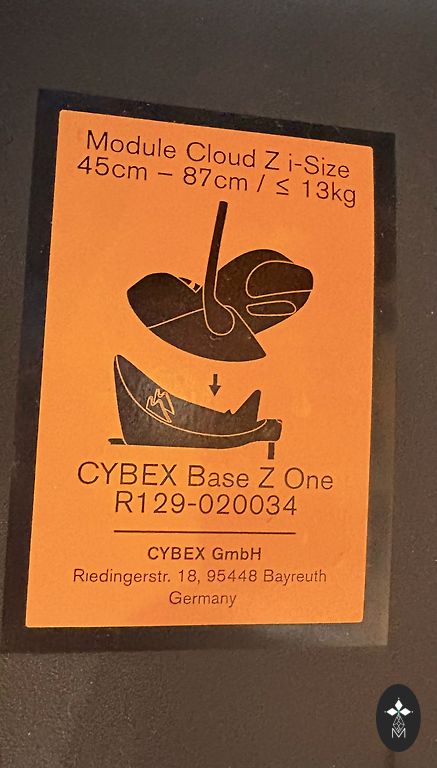 Module Cloud Z i-Size
45cm – 87cm / ≤ 13kg
CYBEX Base Z One
R129-020034
CYBEX GmbH
Riedingerstr. 18, 95448 Bayreuth
Germany
M